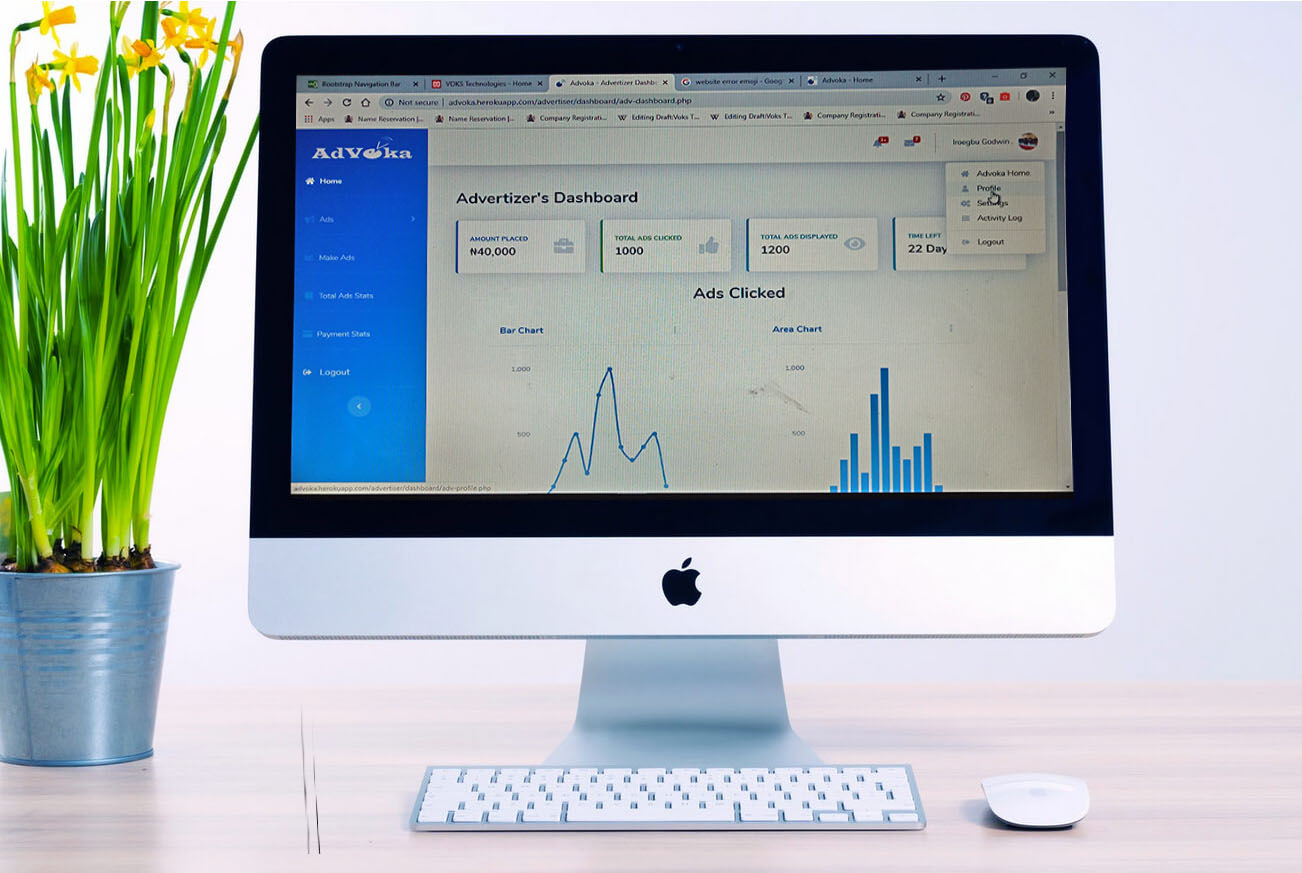 Bootstrap Navigation Bar
VOKS Technologies - Home
Advoka - Advertizer Dashb
website error emoji - Goog
Advoka - Home
Not secure | advoka.herokuapp.com/advertiser/dashboard/adv-dashboard.php
Apps
Name Reservation |...
Name Reservation |...
Company Registrati...
Editing Draft:Voks T...
Editing Draft:Voks T...
Company Registrati...
Company Registrati...
AdVoka
Iroegbu Godwin
Home
Ads
Make Ads
Total Ads Stats
Payment Stats
Logout
Advoka Home
Profile
Settings
Activity Log
Logout
Advertizer's Dashboard
AMOUNT PLACED
₦40,000
TOTAL ADS CLICKED
1000
TOTAL ADS DISPLAYED
1200
TIME LEFT
22 Day
Ads Clicked
Bar Chart
1,000
500
Area Chart
1,000
500
advoka.herokuapp.com/advertiser/dashboard/adv-profile.php